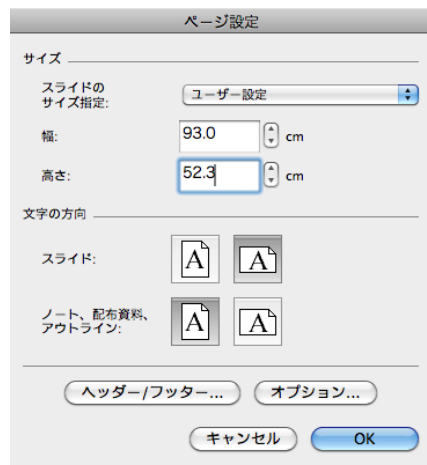 ページ設定
サイズ
スライドの
サイズ指定:
ユーザー設定
幅:
93.0
cm
高さ:
52.3
cm
文字の方向
スライド:
A
A
ノート、配布資料、
アウトライン:
A
A
ヘッダー/フッター...
オプション...
キャンセル
OK